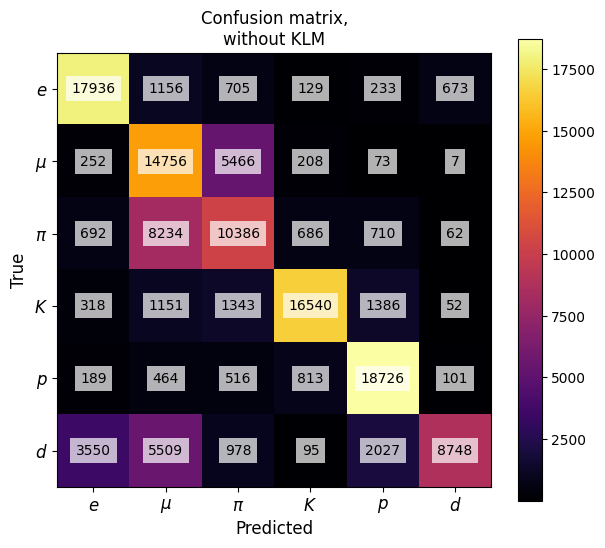 Confusion matrix,
without KLM
True
e 17936 1156 705 129 233 673
μ 252 14756 5466 208 73 7
π 692 8234 10386 686 710 62
K 318 1151 1343 16540 1386 52
p 189 464 516 813 18726 101
d 3550 5509 978 95 2027 8748
e μ π K p d
Predicted
17500
15000
12500
10000
7500
5000
2500